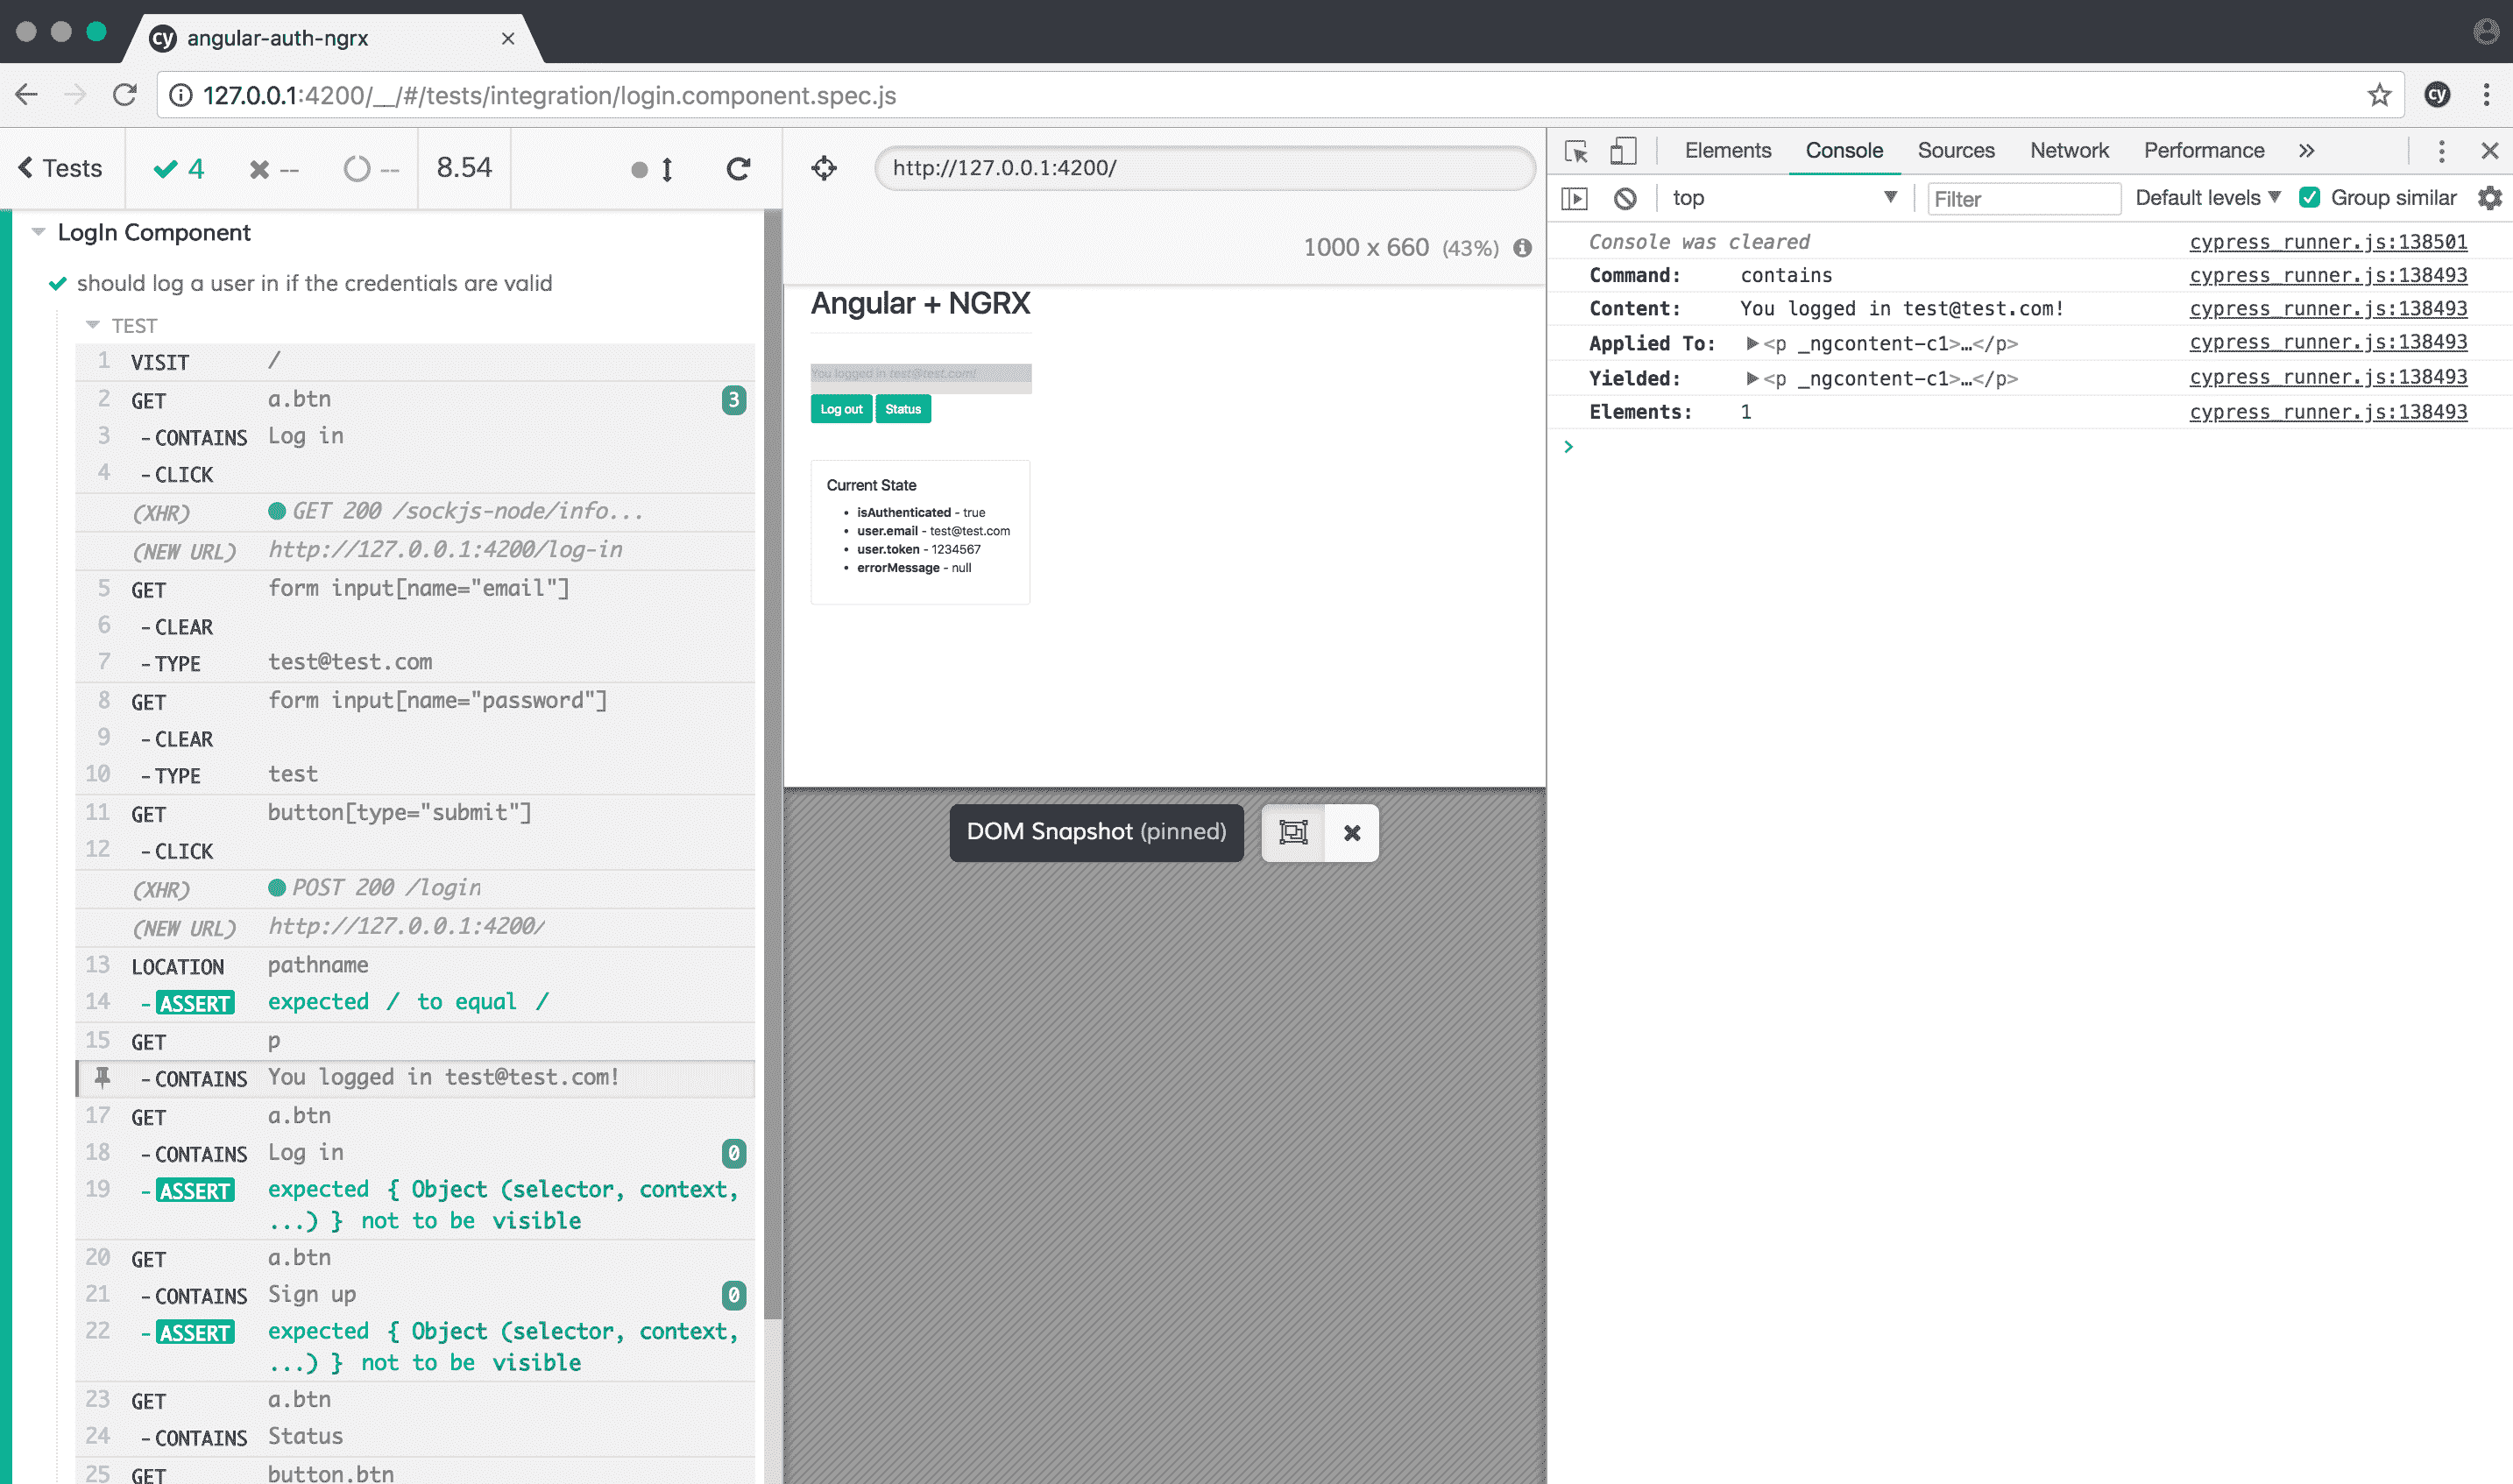 cy angular-auth-ngrx
127.0.0.1:4200/__/#/tests/integration/login.component.spec.js
cy
Tests 4 -- -- 8.54
http://127.0.0.1:4200/
1000 x 660 (43%)
LogIn Component
should log a user in if the credentials are valid
TEST
1 VISIT /
2 GET a.btn 3
3 -CONTAINS Log in
4 -CLICK
(XHR) GET 200 /sockjs-node/info...
(NEW URL) http://127.0.0.1:4200/log-in
5 GET form input[name="email"]
6 -CLEAR
7 -TYPE test@test.com
8 GET form input[name="password"]
9 -CLEAR
10 -TYPE test
11 GET button[type="submit"]
12 -CLICK
(XHR) POST 200 /login
(NEW URL) http://127.0.0.1:4200/
13 LOCATION pathname
14 -ASSERT expected / to equal /
15 GET p
-CONTAINS You logged in test@test.com!
17 GET a.btn
18 -CONTAINS Log in 0
19 -ASSERT expected { Object (selector, context,
...) } not to be visible
20 GET a.btn
21 -CONTAINS Sign up 0
22 -ASSERT expected { Object (selector, context,
...) } not to be visible
23 GET a.btn
24 -CONTAINS Status
25 GET button.btn
Angular + NGRX
You logged in test@test.com!
Log out Status
Current State
isAuthenticated - true
user.email - test@test.com
user.token - 1234567
errorMessage - null
DOM Snapshot (pinned)
Elements Console Sources Network Performance »
top Filter Default levels Group similar
Console was cleared cypress_runner.js:138501
Command: contains cypress_runner.js:138493
Content: You logged in test@test.com! cypress_runner.js:138493
Applied To: <p _ngcontent-c1>…</p> cypress_runner.js:138493
Yielded: <p _ngcontent-c1>…</p> cypress_runner.js:138493
Elements: 1 cypress_runner.js:138493
>